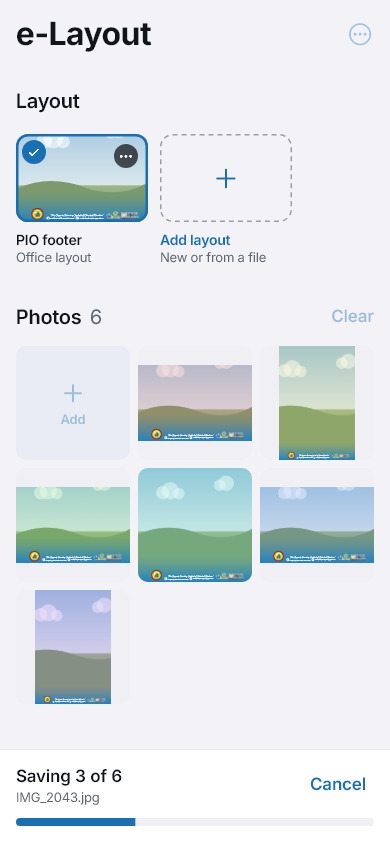 e-Layout
Layout
PIO footer
Office layout
Add layout
New or from a file
Photos 6
Clear
Add
Saving 3 of 6
IMG_2043.jpg
Cancel